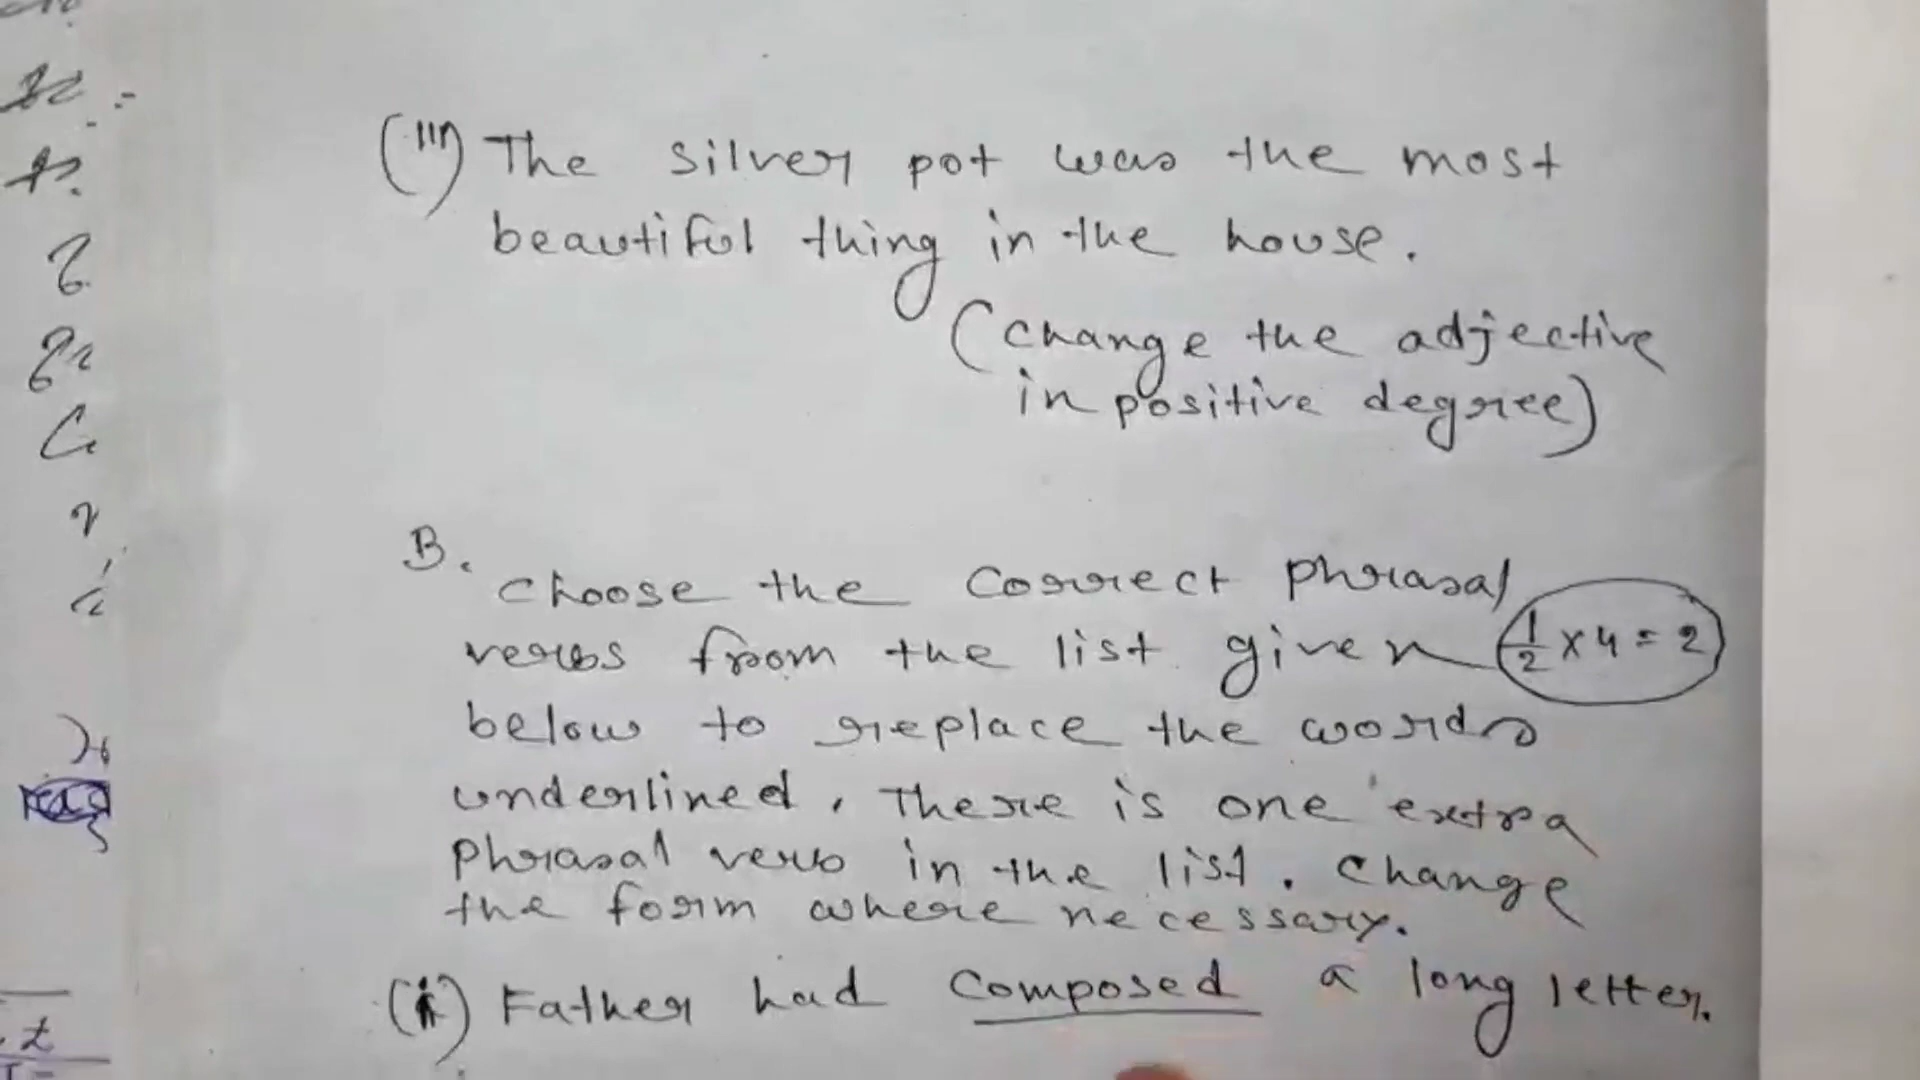 (iii) The silver pot was the most
beautiful thing in the house.
(change the adjective
in positive degree)
B.
choose the correct phrasal
verbs from the list given 1/2 x 4 = 2
below to replace the words
underlined. There is one extra
phrasal verb in the list. change
the form where necessary.
(i) Father had composed a long letter.